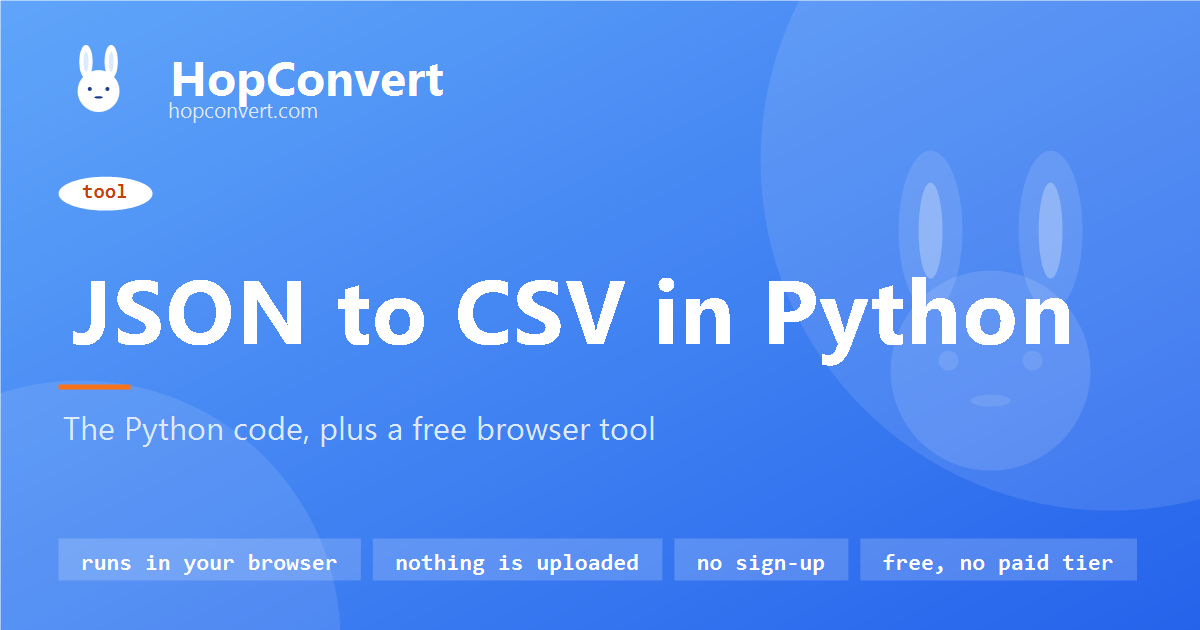 HopConvert
hopconvert.com
tool
JSON to CSV in Python
The Python code, plus a free browser tool
runs in your browser
nothing is uploaded
no sign-up
free, no paid tier